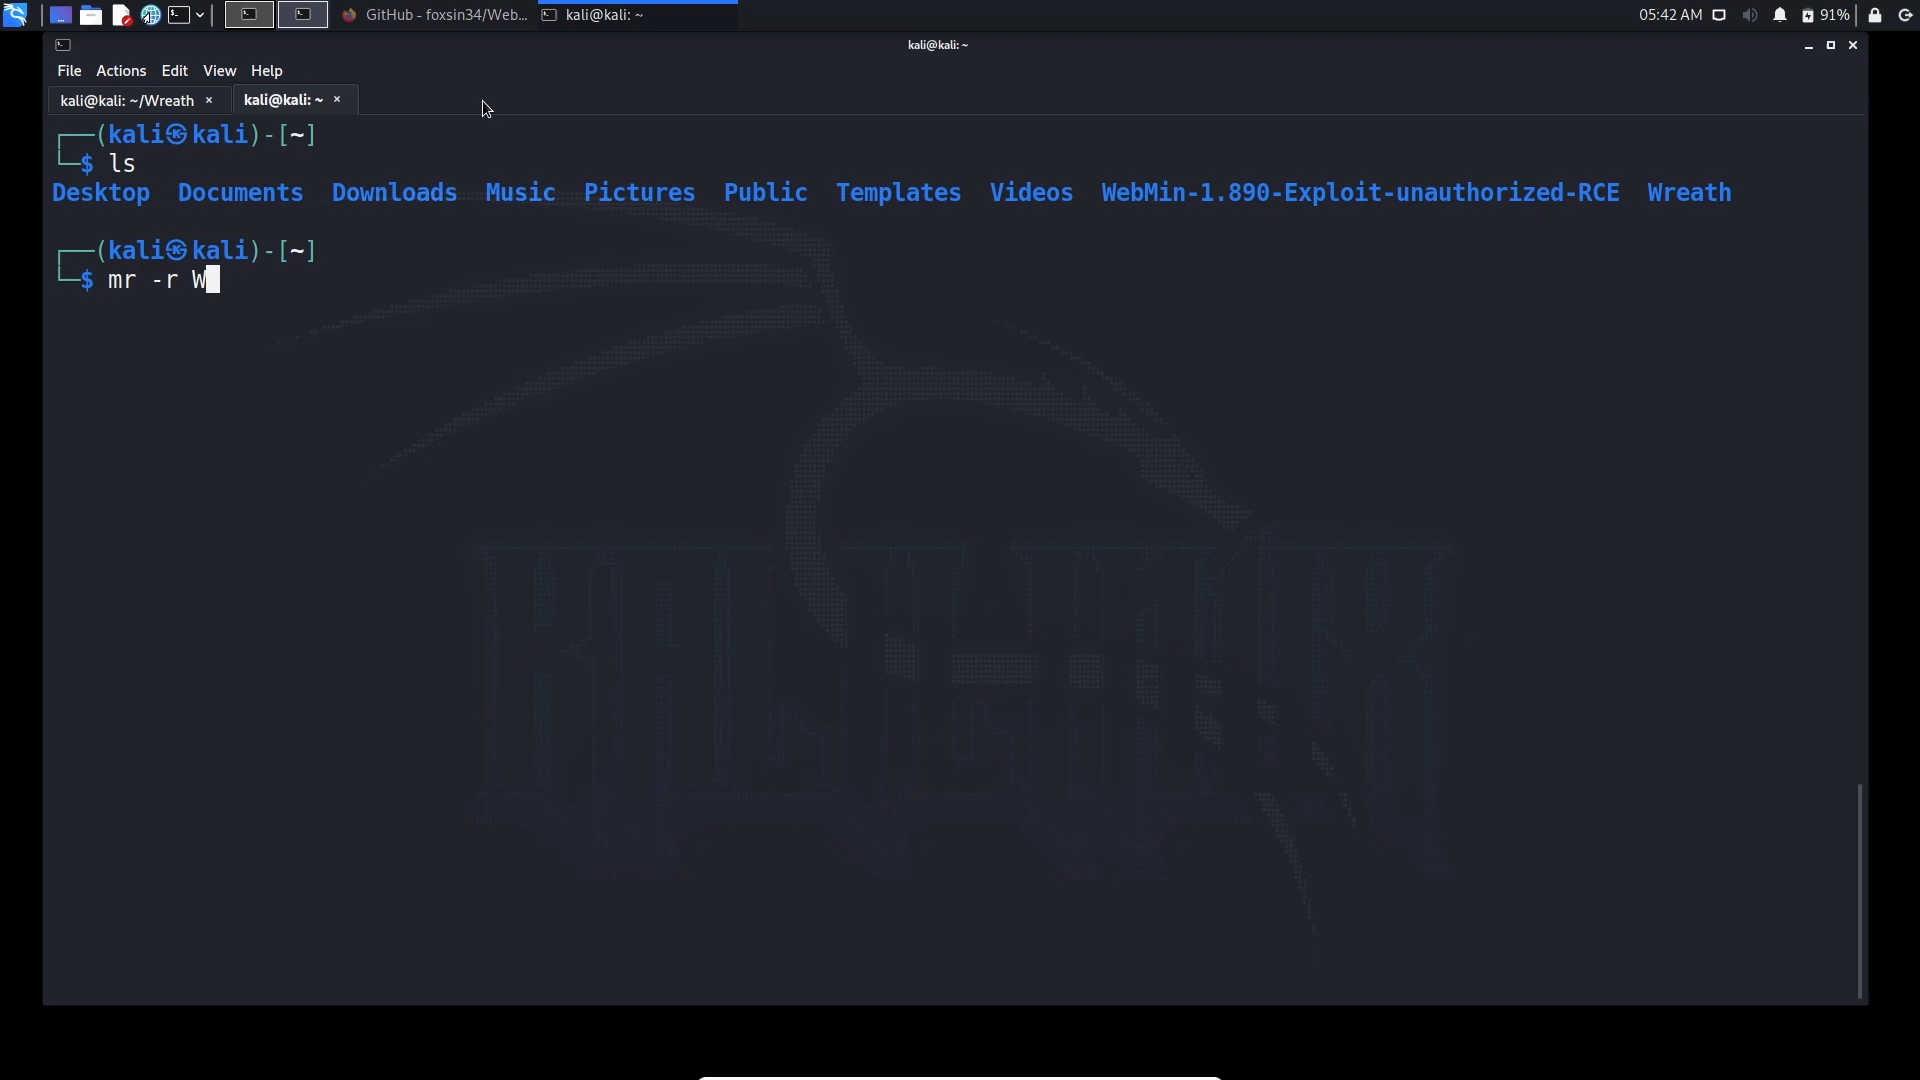 GitHub - foxsin34/Web... kali@kali: ~ 05:42 AM 91%
kali@kali: ~
File Actions Edit View Help
kali@kali: ~/Wreath × kali@kali: ~ ×
┌──(kali㉿kali)-[~]
└─$ ls
Desktop Documents Downloads Music Pictures Public Templates Videos WebMin-1.890-Exploit-unauthorized-RCE Wreath
┌──(kali㉿kali)-[~]
└─$ mr -r W
KALI LINUX